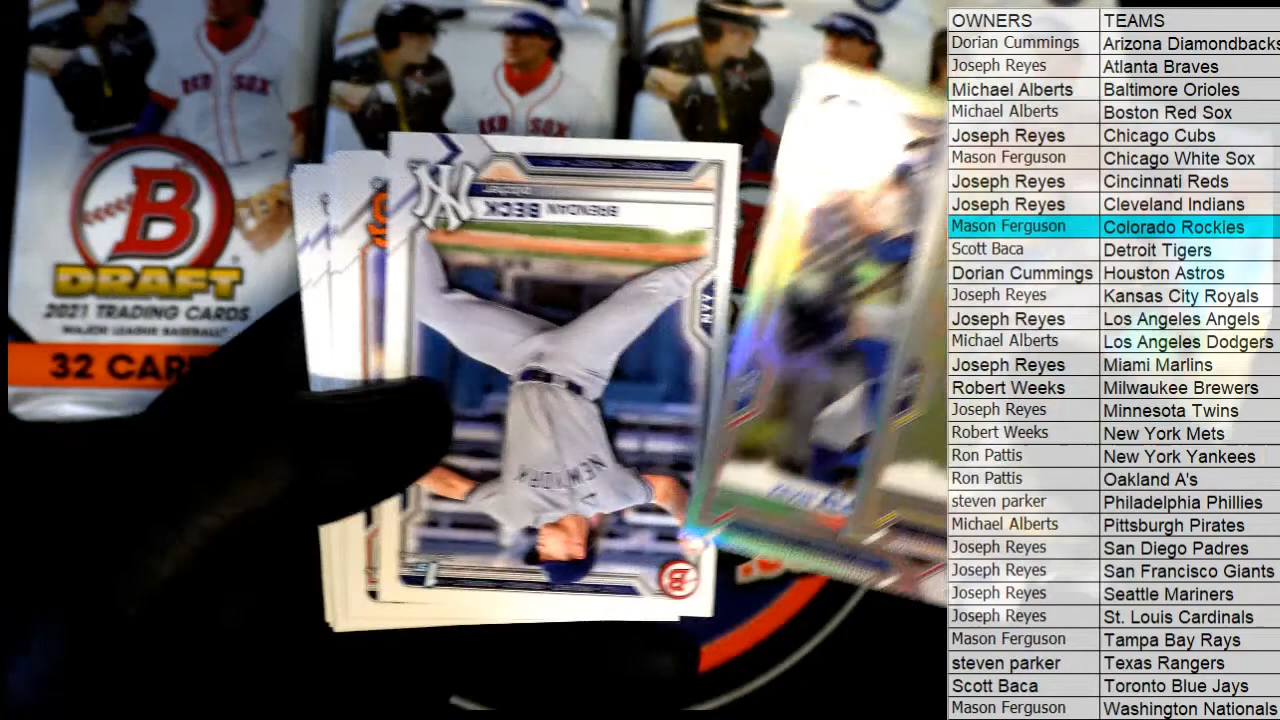 RED SOX
RED SOX
B
DRAFT
2021 TRADING CARDS
MAJOR LEAGUE BASEBALL
32 CAR
NY
BRENDAN BECK
NYY
NEW YORK
B
OWNERS TEAMS
Dorian Cummings Arizona Diamondbacks
Joseph Reyes Atlanta Braves
Michael Alberts Baltimore Orioles
Michael Alberts Boston Red Sox
Joseph Reyes Chicago Cubs
Mason Ferguson Chicago White Sox
Joseph Reyes Cincinnati Reds
Joseph Reyes Cleveland Indians
Mason Ferguson Colorado Rockles
Scott Baca Detroit Tigers
Dorian Cummings Houston Astros
Joseph Reyes Kansas City Royals
Joseph Reyes Los Angeles Angels
Michael Alberts Los Angeles Dodgers
Joseph Reyes Miami Marlins
Robert Weeks Milwaukee Brewers
Joseph Reyes Minnesota Twins
Robert Weeks New York Mets
Ron Pattis New York Yankees
Ron Pattis Oakland A's
steven parker Philadelphia Phillies
Michael Alberts Pittsburgh Pirates
Joseph Reyes San Diego Padres
Joseph Reyes San Francisco Giants
Joseph Reyes Seattle Mariners
Joseph Reyes St. Louis Cardinals
Mason Ferguson Tampa Bay Rays
steven parker Texas Rangers
Scott Baca Toronto Blue Jays
Mason Ferguson Washington Nationals